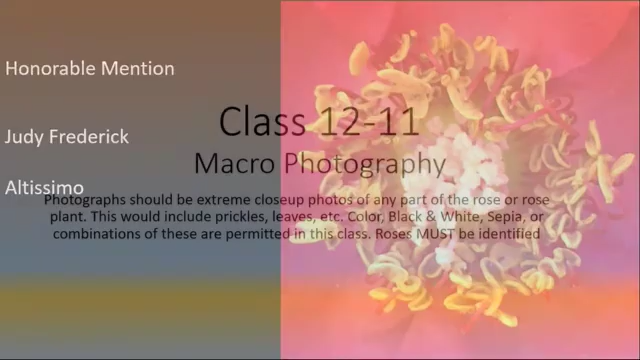 Honorable Mention
Class 12-11
Judy Frederick
Macro Photography
Altissimo
Photographs should be extreme closeup photos of any part of the rose or rose
plant. This would include prickles, leaves, etc. Color, Black & White, Sepia, or
combinations of these are permitted in this class. Roses MUST be identified